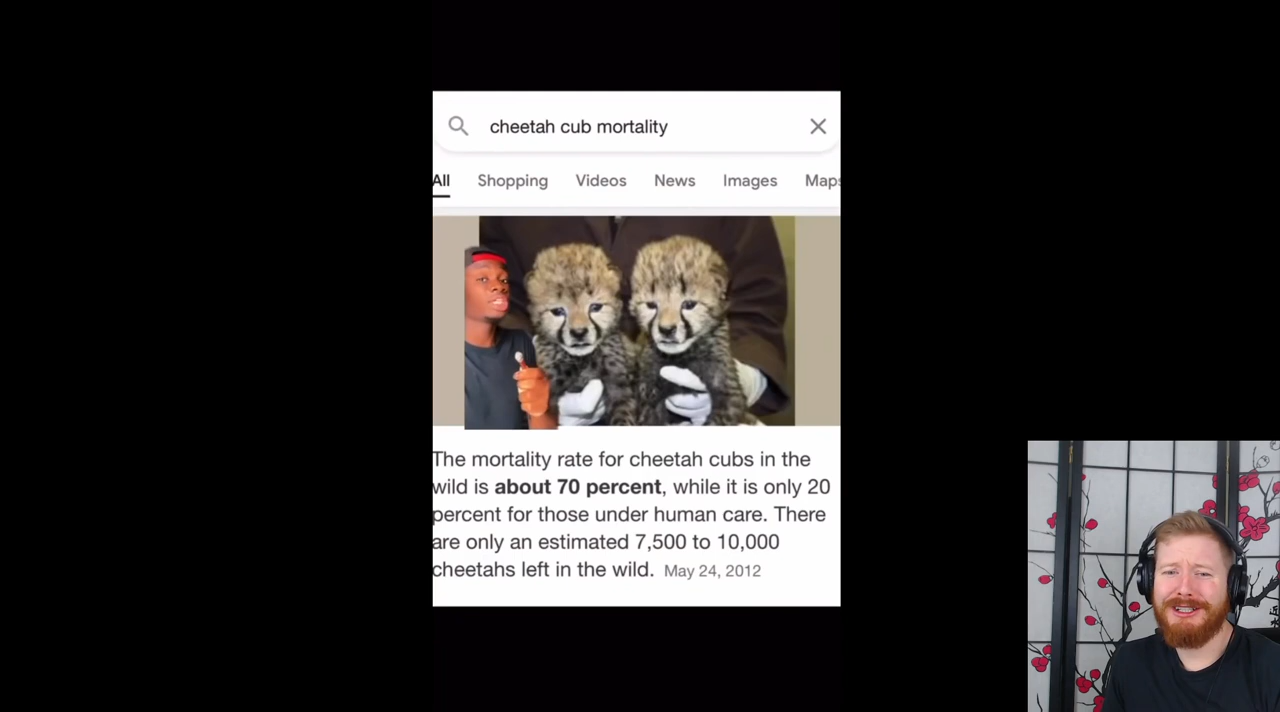 cheetah cub mortality
All Shopping Videos News Images Maps
The mortality rate for cheetah cubs in the
wild is about 70 percent, while it is only 20
percent for those under human care. There
are only an estimated 7,500 to 10,000
cheetahs left in the wild. May 24, 2012